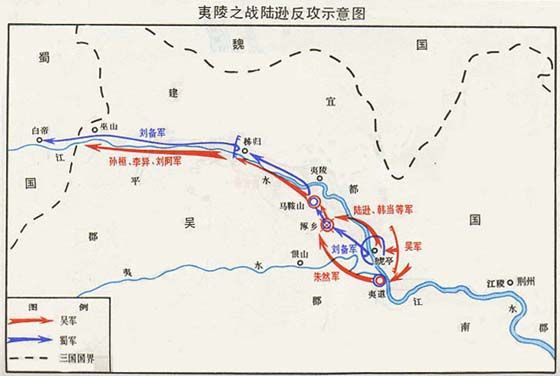 夷陵之战陆逊反攻示意图
蜀
魏
国
建
宜
白帝
巫山
刘备军
秭归
江
孙桓、李异、刘阿军
夷陵
国
平
水
都
马鞍山
陆逊、韩当等军
吴
涿乡
国
郡
佷山
刘备军
猇亭
吴军
夷
水
朱然军
江陵
荆州
郡
夷道
江
水
南
郡
图 例
吴军
蜀军
三国国界